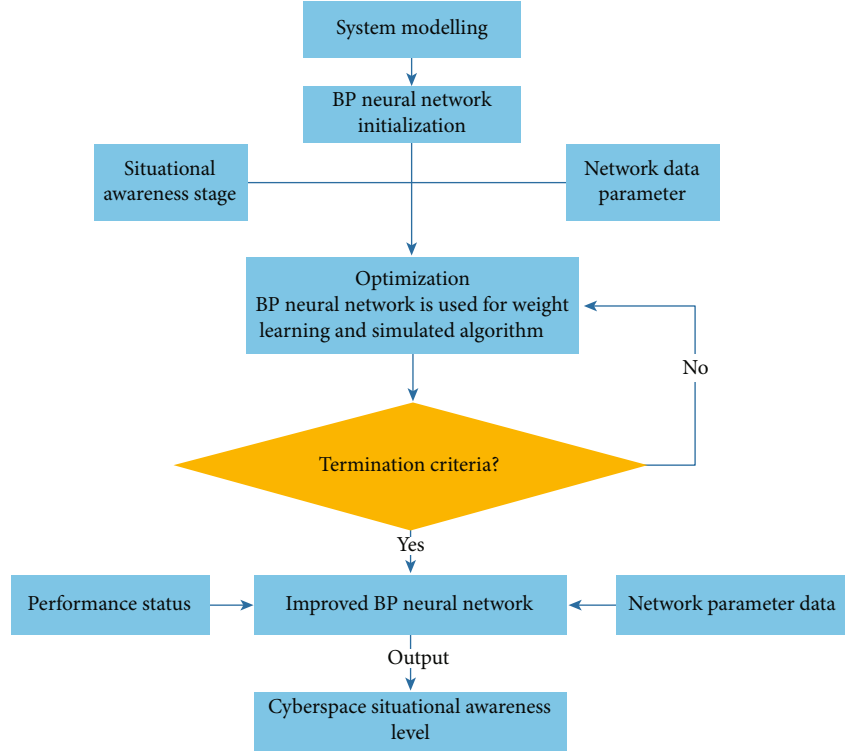 System modelling
BP neural network
initialization
Situational
awareness stage
Network data
parameter
Optimization
BP neural network is used for weight
learning and simulated algorithm
No
Termination criteria?
Yes
Performance status
Improved BP neural network
Network parameter data
Output
Cyberspace situational awareness
level